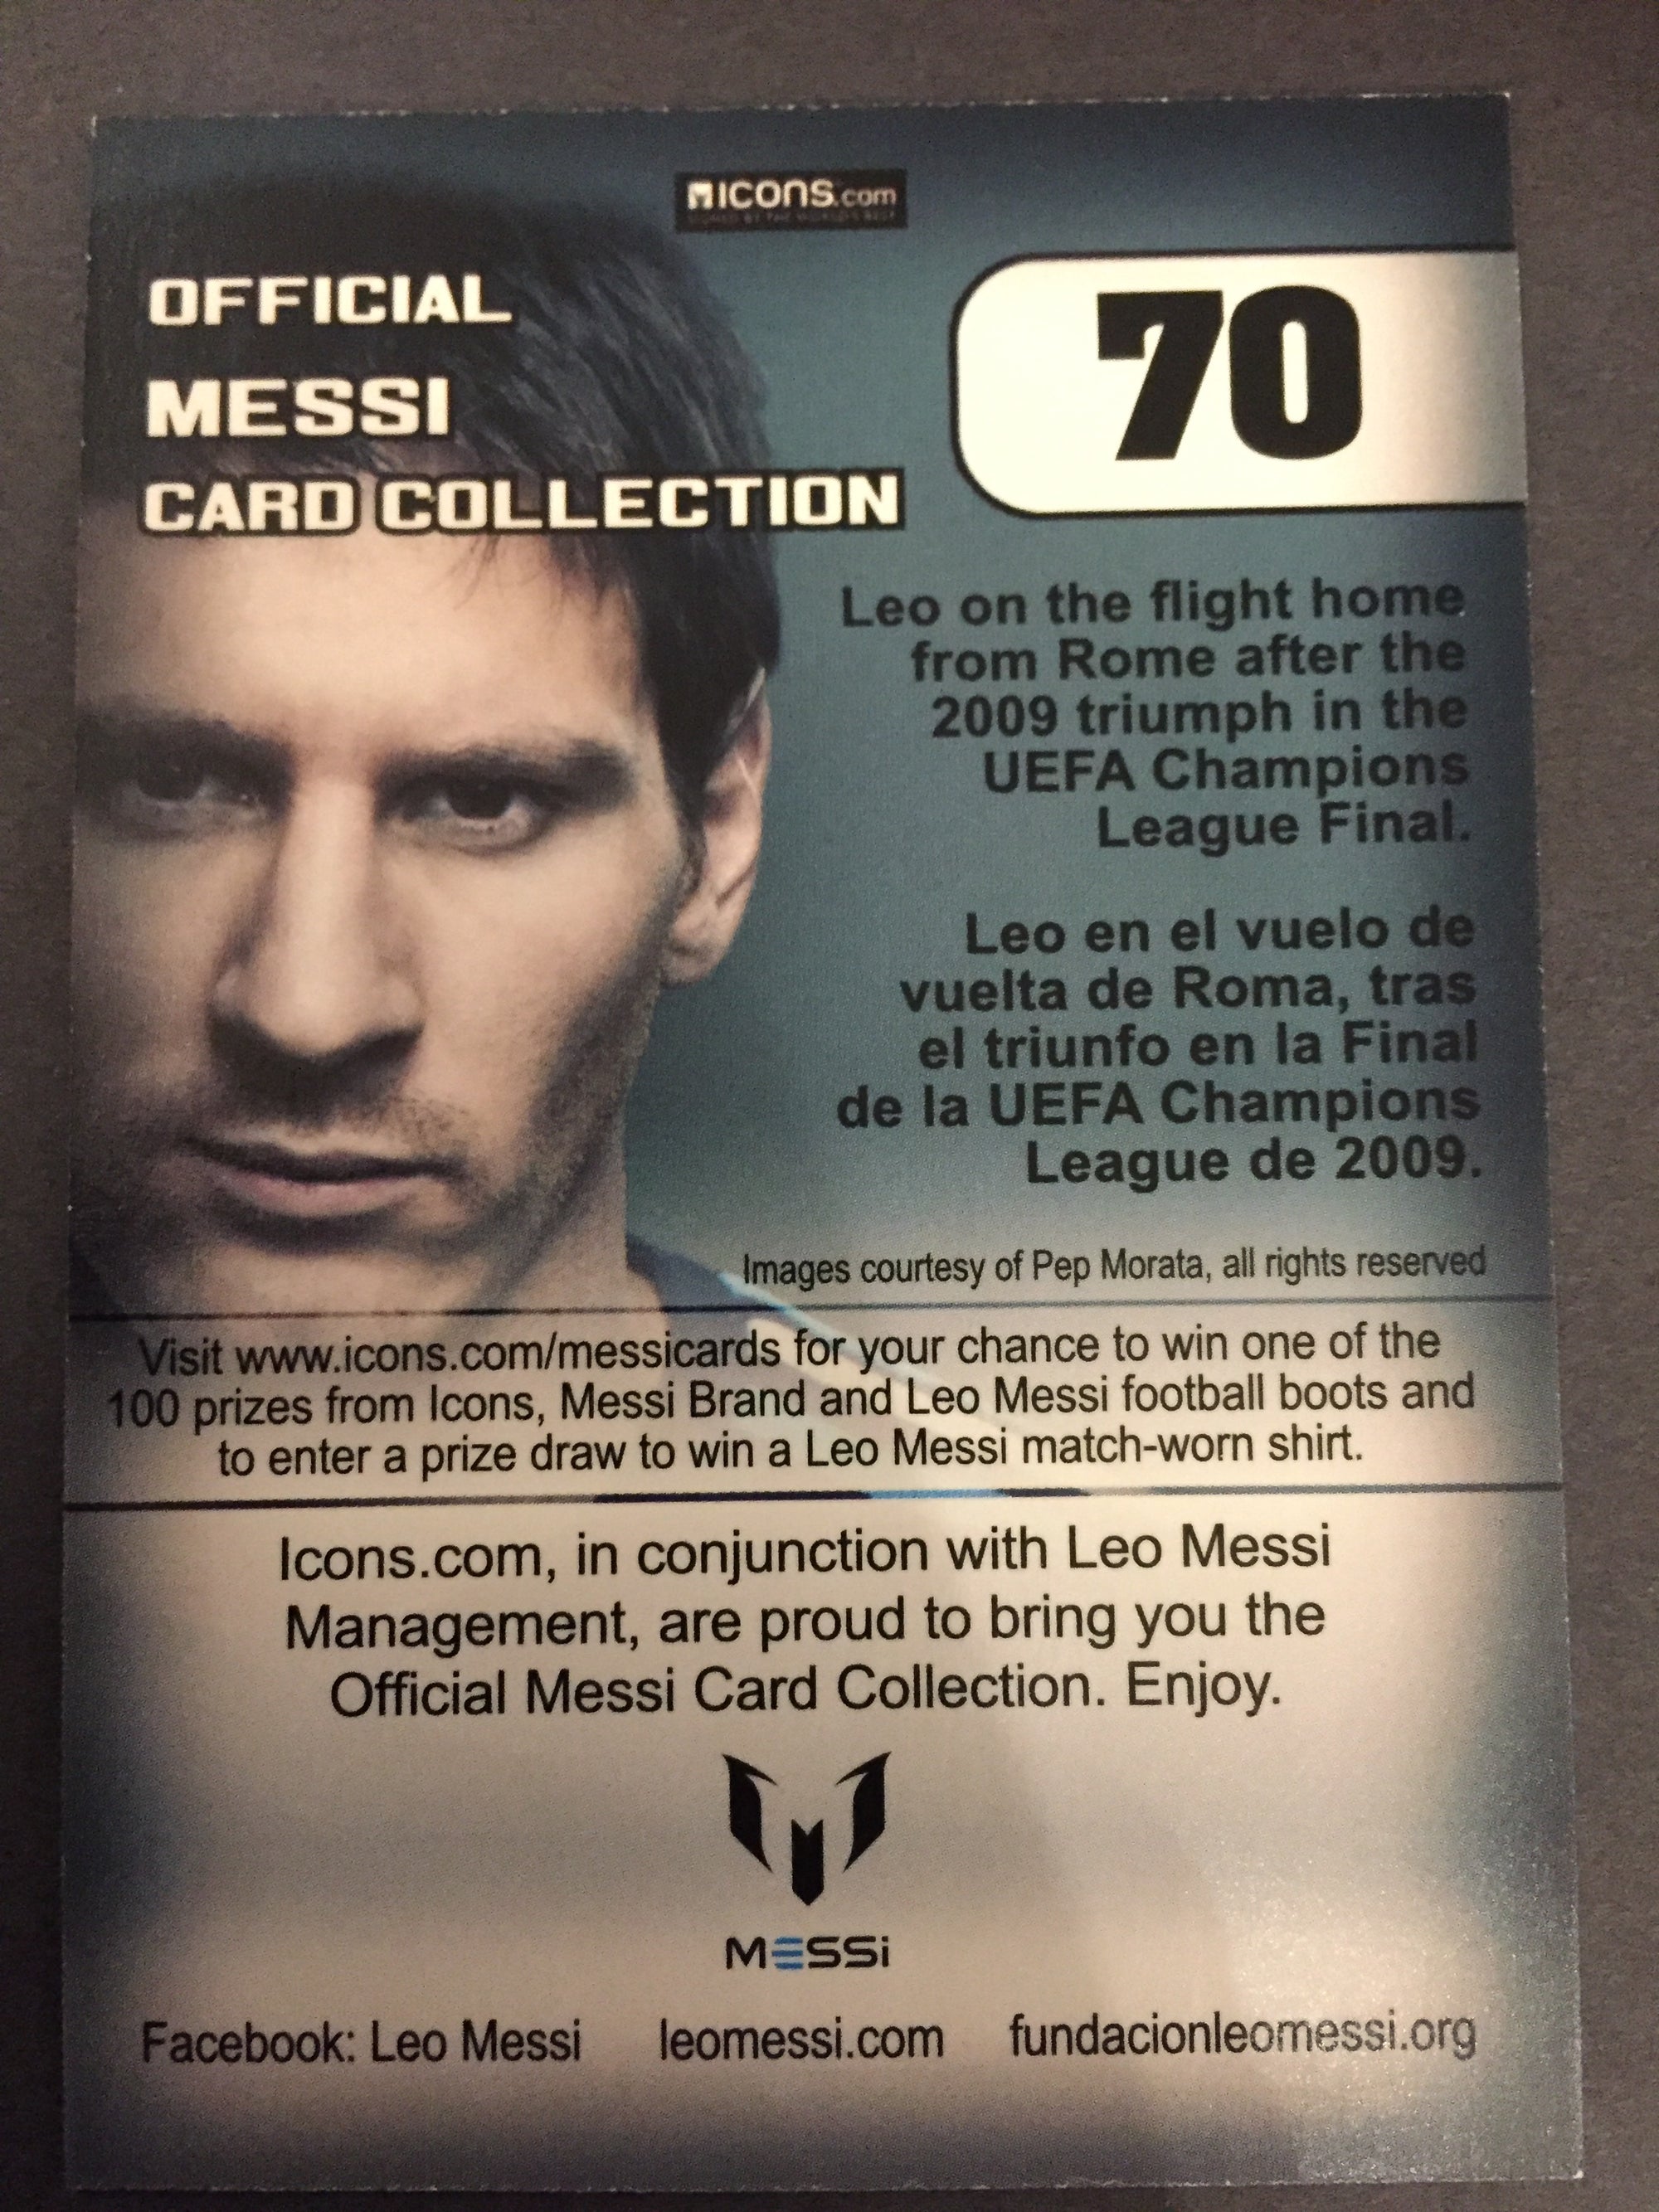 ICONS.com
SIGNED BY THE WORLD'S BEST
OFFICIAL
MESSI
CARD COLLECTION
70
Leo on the flight home
from Rome after the
2009 triumph in the
UEFA Champions
League Final.
Leo en el vuelo de
vuelta de Roma, tras
el triunfo en la Final
de la UEFA Champions
League de 2009.
Images courtesy of Pep Morata, all rights reserved
Visit www.icons.com/messicards for your chance to win one of the
100 prizes from Icons, Messi Brand and Leo Messi football boots and
to enter a prize draw to win a Leo Messi match-worn shirt.
Icons.com, in conjunction with Leo Messi
Management, are proud to bring you the
Official Messi Card Collection. Enjoy.
MESSi
Facebook: Leo Messi leomessi.com fundacionleomessi.org